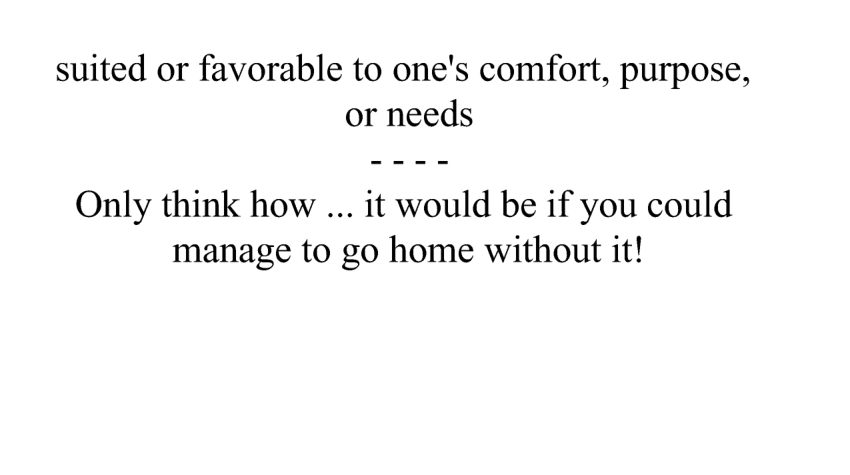 suited or favorable to one's comfort, purpose,
or needs
- - - -
Only think how ... it would be if you could
manage to go home without it!